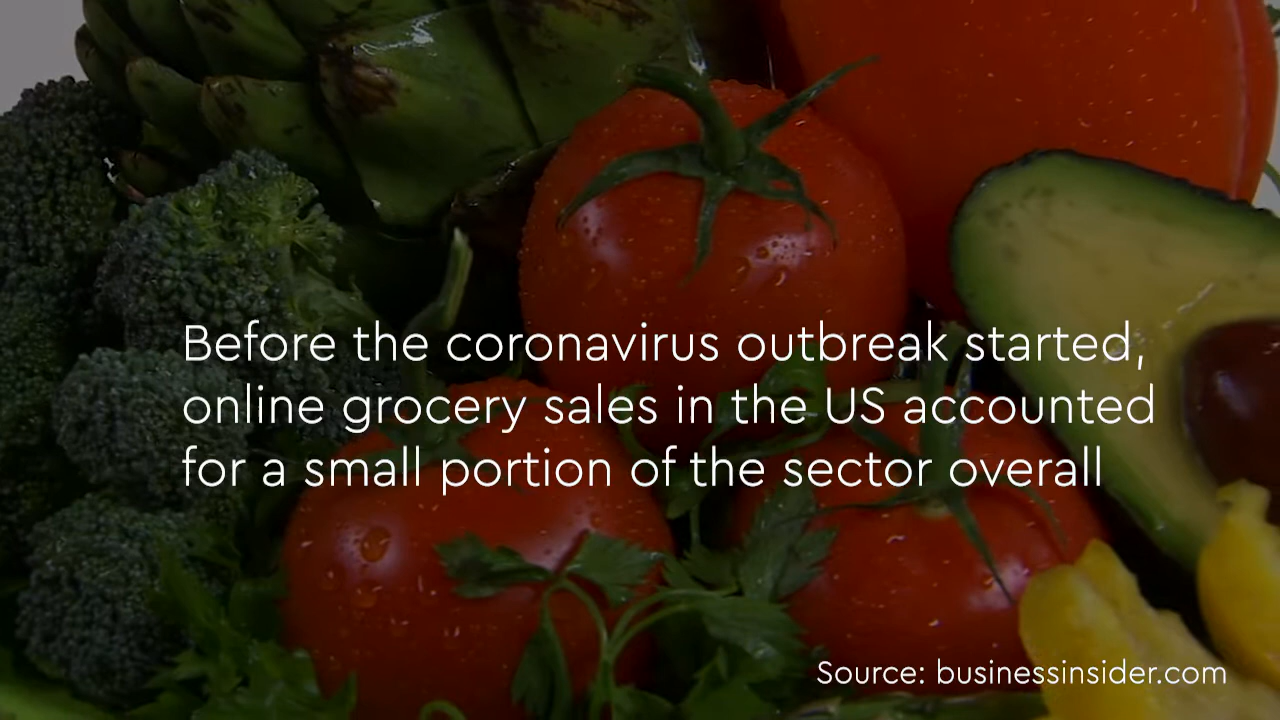 Before the coronavirus outbreak started,
online grocery sales in the US accounted
for a small portion of the sector overall
Source: businessinsider.com